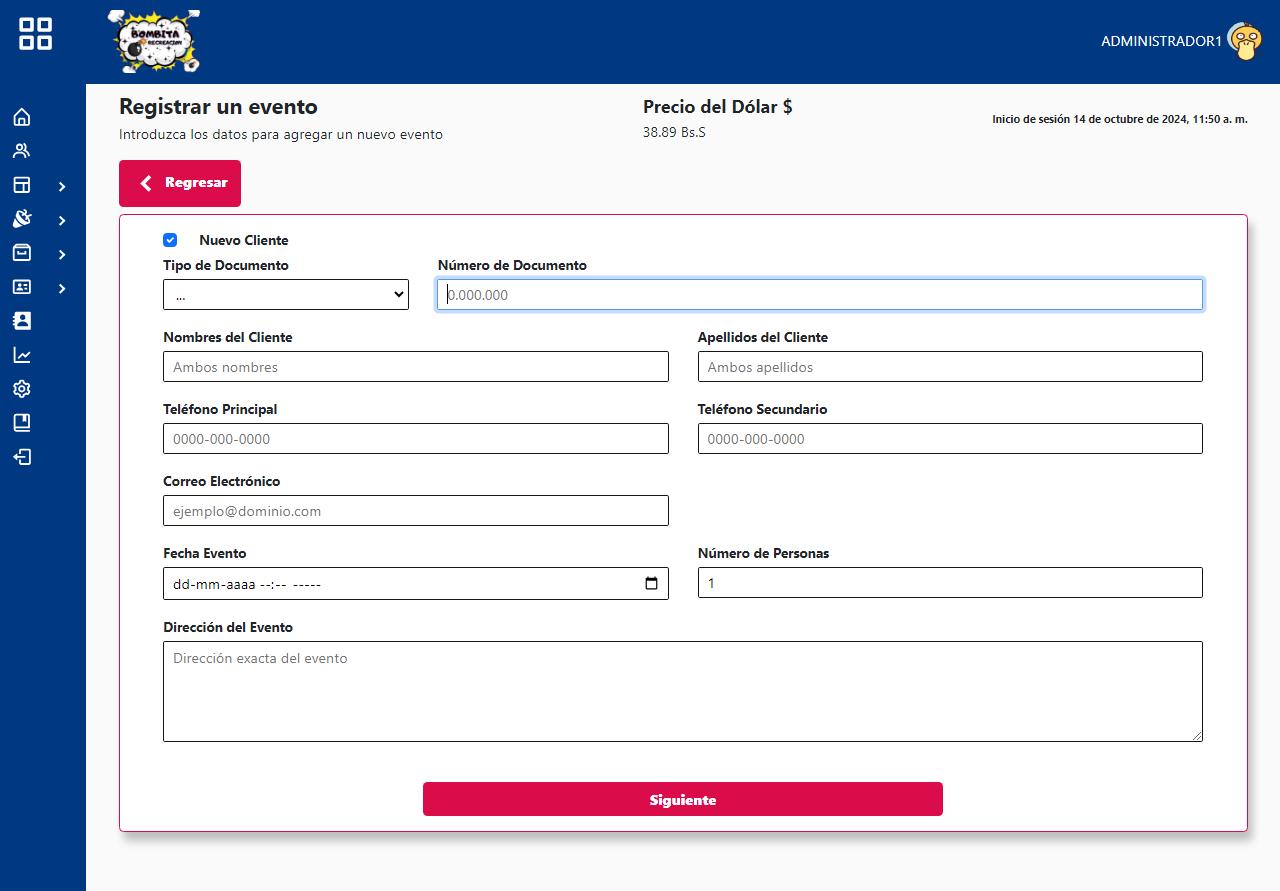 BOMBITA
RECREACION
ADMINISTRADOR1
Registrar un evento
Introduzca los datos para agregar un nuevo evento
Precio del Dólar $
38.89 Bs.S
Inicio de sesión 14 de octubre de 2024, 11:50 a. m.
Regresar
Nuevo Cliente
Tipo de Documento
Número de Documento
...
0.000.000
Nombres del Cliente
Apellidos del Cliente
Ambos nombres
Ambos apellidos
Teléfono Principal
Teléfono Secundario
0000-000-0000
0000-000-0000
Correo Electrónico
ejemplo@dominio.com
Fecha Evento
Número de Personas
dd-mm-aaaa --:-- -----
1
Dirección del Evento
Dirección exacta del evento
Siguiente